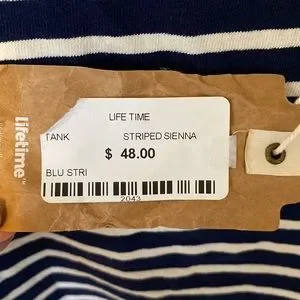 LIFE TIME
TANK STRIPED SIENNA
$ 48.00
BLU STRI
2043
lifetime